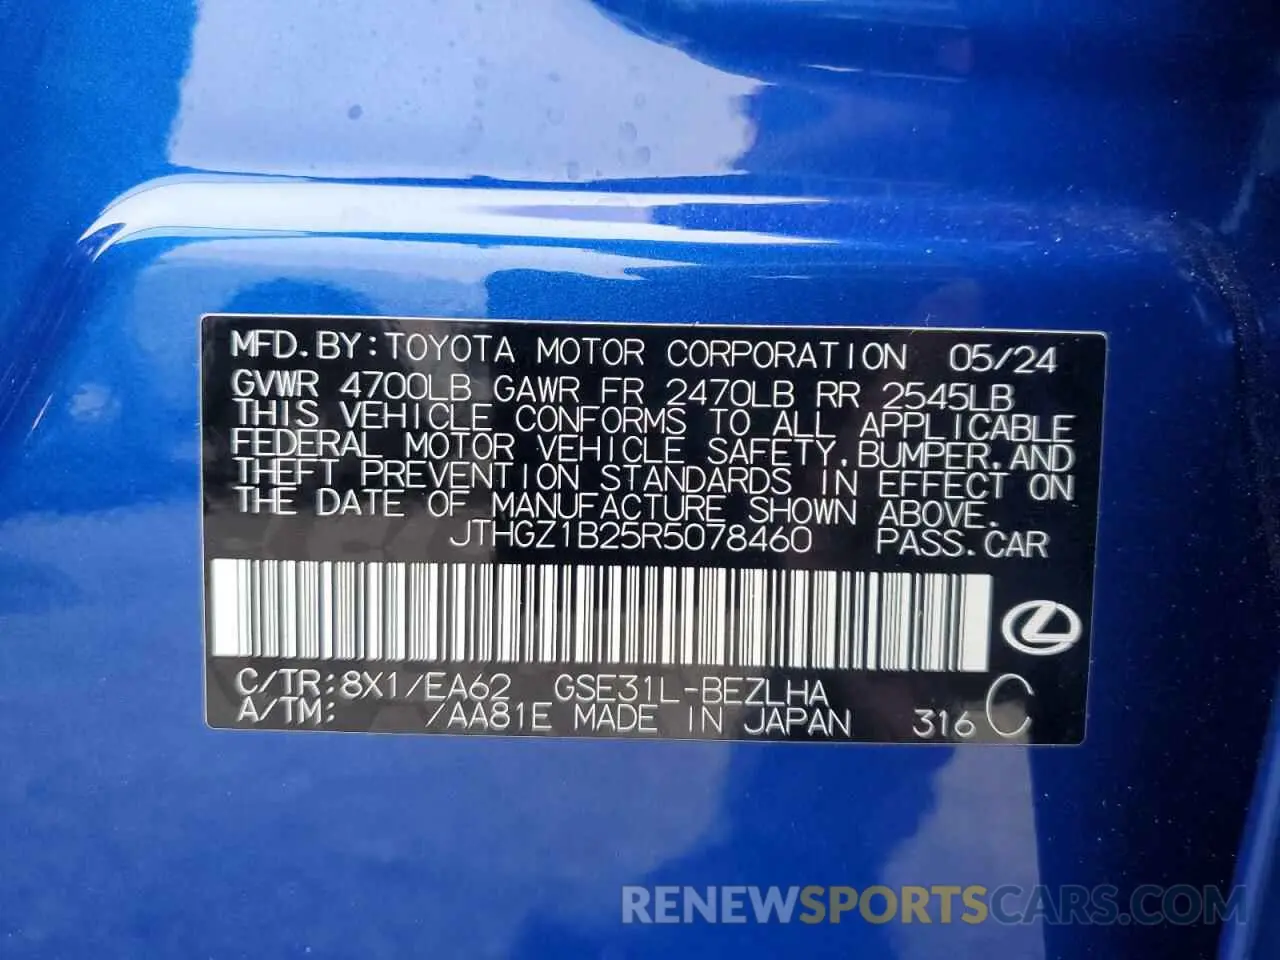 MFD.BY:TOYOTA MOTOR CORPORATION 05/24
GVWR 4700LB GAWR FR 2470LB RR 2545LB
THIS VEHICLE CONFORMS TO ALL APPLICABLE
FEDERAL MOTOR VEHICLE SAFETY,BUMPER,AND
THEFT PREVENTION STANDARDS IN EFFECT ON
THE DATE OF MANUFACTURE SHOWN ABOVE.
JTHGZ1B25R5078460 PASS.CAR
C/TR:8X1/EA62 GSE31L-BEZLHA
A/TM: /AA81E MADE IN JAPAN 316 C
RENEWSPORTSCARS.COM